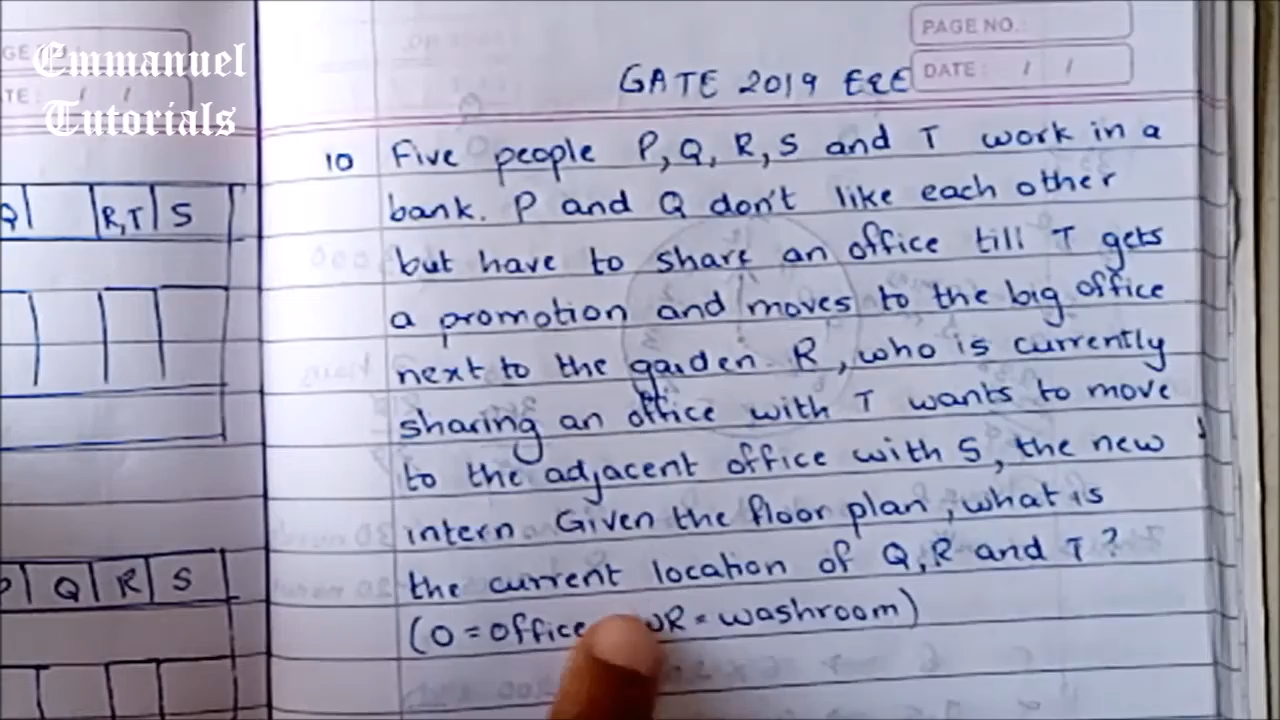 Emmanuel
Tutorials
PAGE NO.:
DATE: / /
GATE 2019 EEE
10 Five people P, Q, R, S and T work in a
bank. P and Q don't like each other
but have to share an office till T gets
a promotion and moves to the big office
next to the garden R, who is currently
sharing an office with T wants to move
to the adjacent office with S, the new
intern Given the floor plan, what is
the current location of Q, R and T?
(O = office WR = washroom)
Q R,T S
Q R S